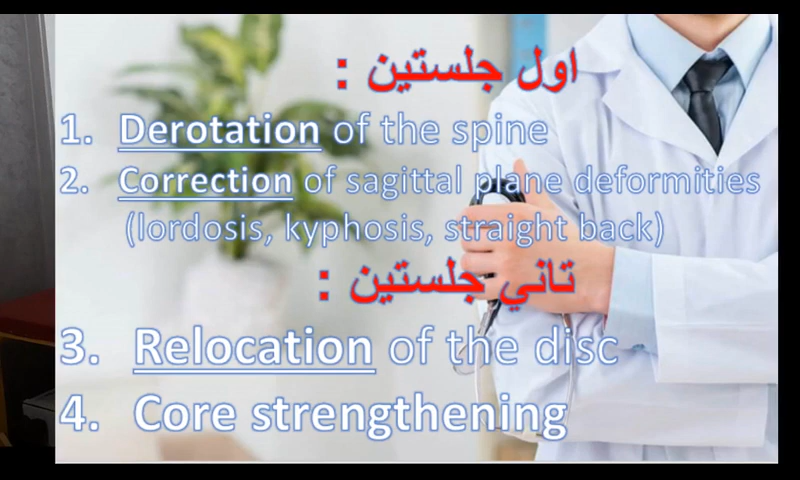 اول جلستين :
1. Derotation of the spine
2. Correction of sagittal plane deformities
(lordosis, kyphosis, straight back)
تاني جلستين :
3. Relocation of the disc
4. Core strengthening